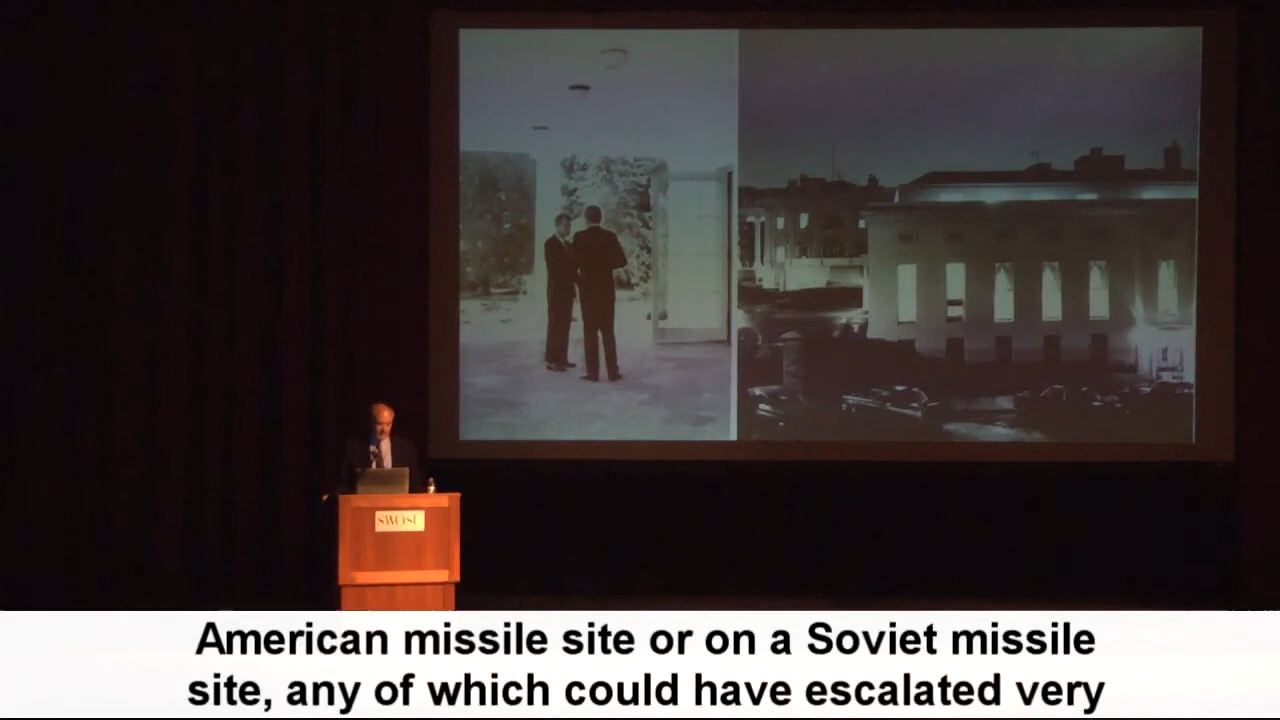 SWOSU
American missile site or on a Soviet missile
site, any of which could have escalated very